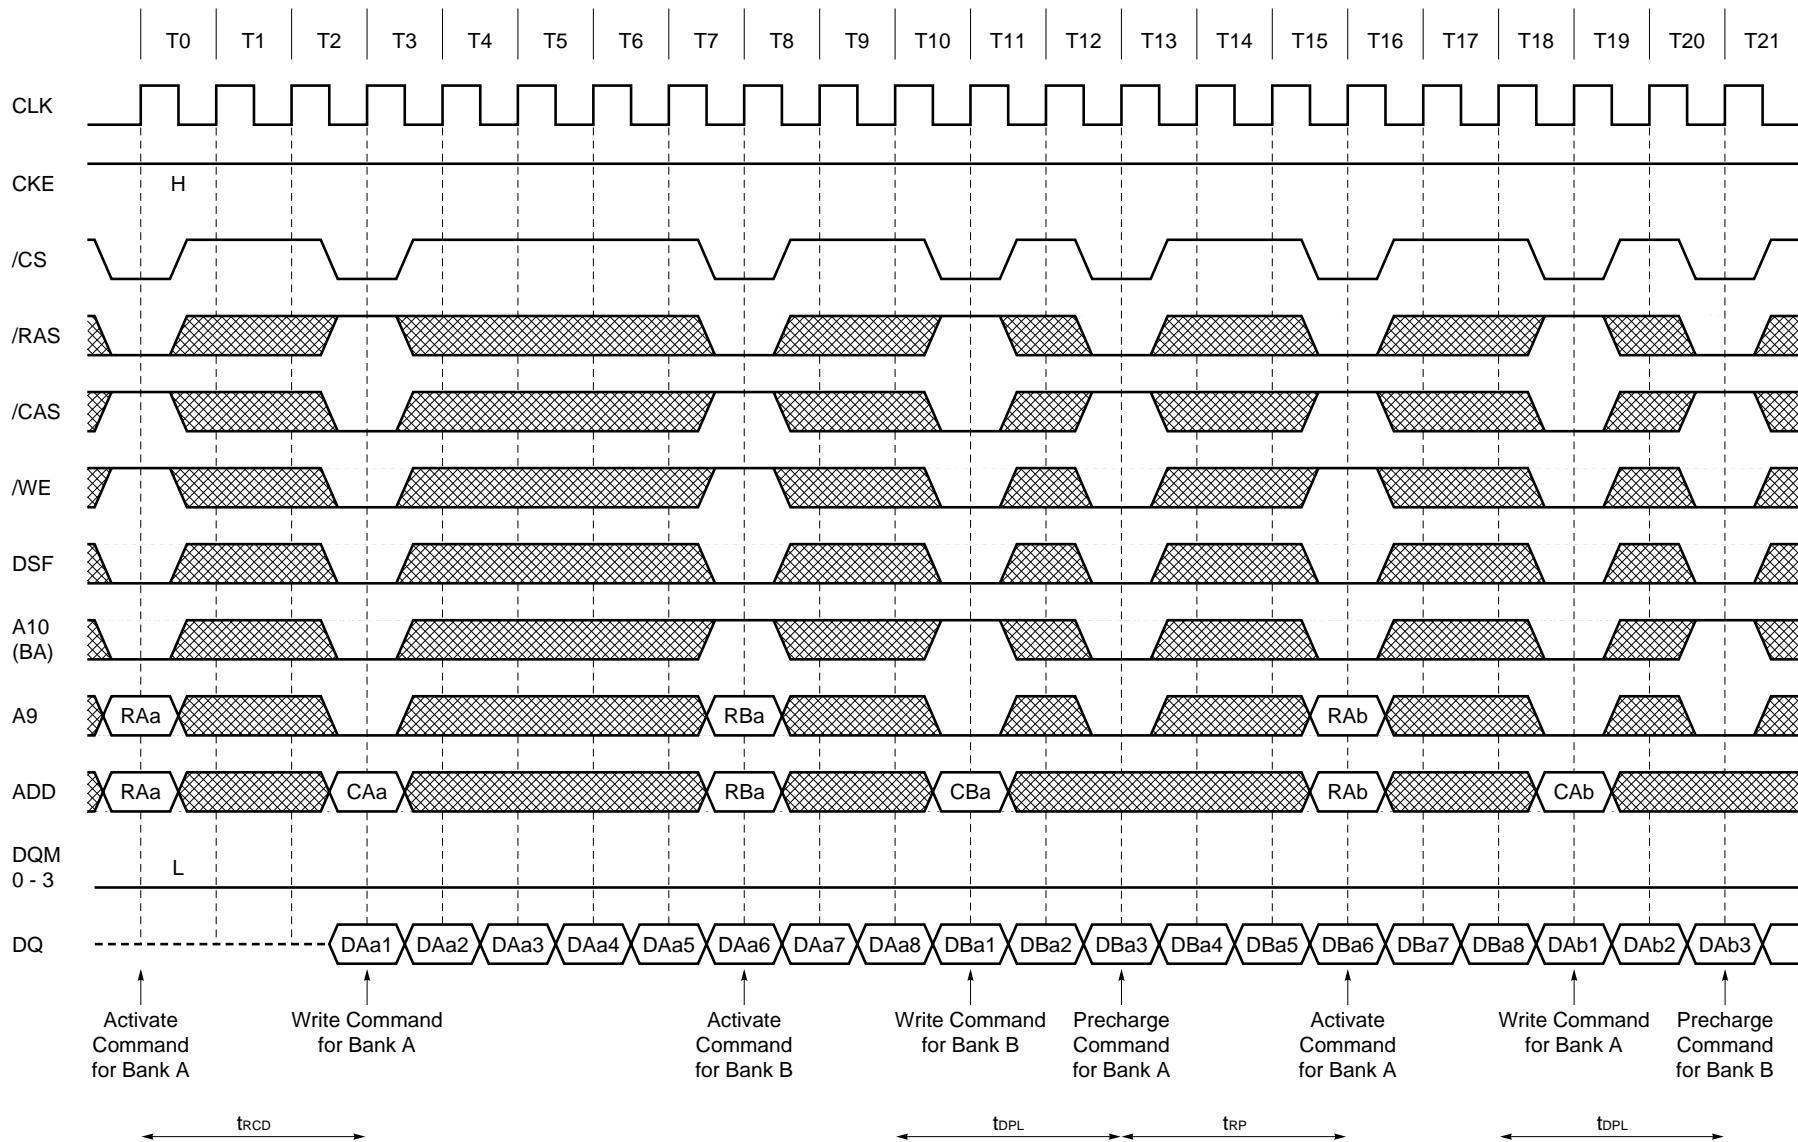 T0 T1 T2 T3 T4 T5 T6 T7 T8 T9 T10 T11 T12 T13 T14 T15 T16 T17 T18 T19 T20 T21
CLK
CKE H
/CS
/RAS
/CAS
/WE
DSF
A10
(BA)
A9 RAa RBa RAb
ADD RAa CAa RBa CBa RAb CAb
DQM
0 - 3 L
DQ DAa1 DAa2 DAa3 DAa4 DAa5 DAa6 DAa7 DAa8 DBa1 DBa2 DBa3 DBa4 DBa5 DBa6 DBa7 DBa8 DAb1 DAb2 DAb3
Activate
Command
for Bank A
Write Command
for Bank A
Activate
Command
for Bank B
Write Command
for Bank B
Precharge
Command
for Bank A
Activate
Command
for Bank A
Write Command
for Bank A
Precharge
Command
for Bank B
tRCD tDPL tRP tDPL